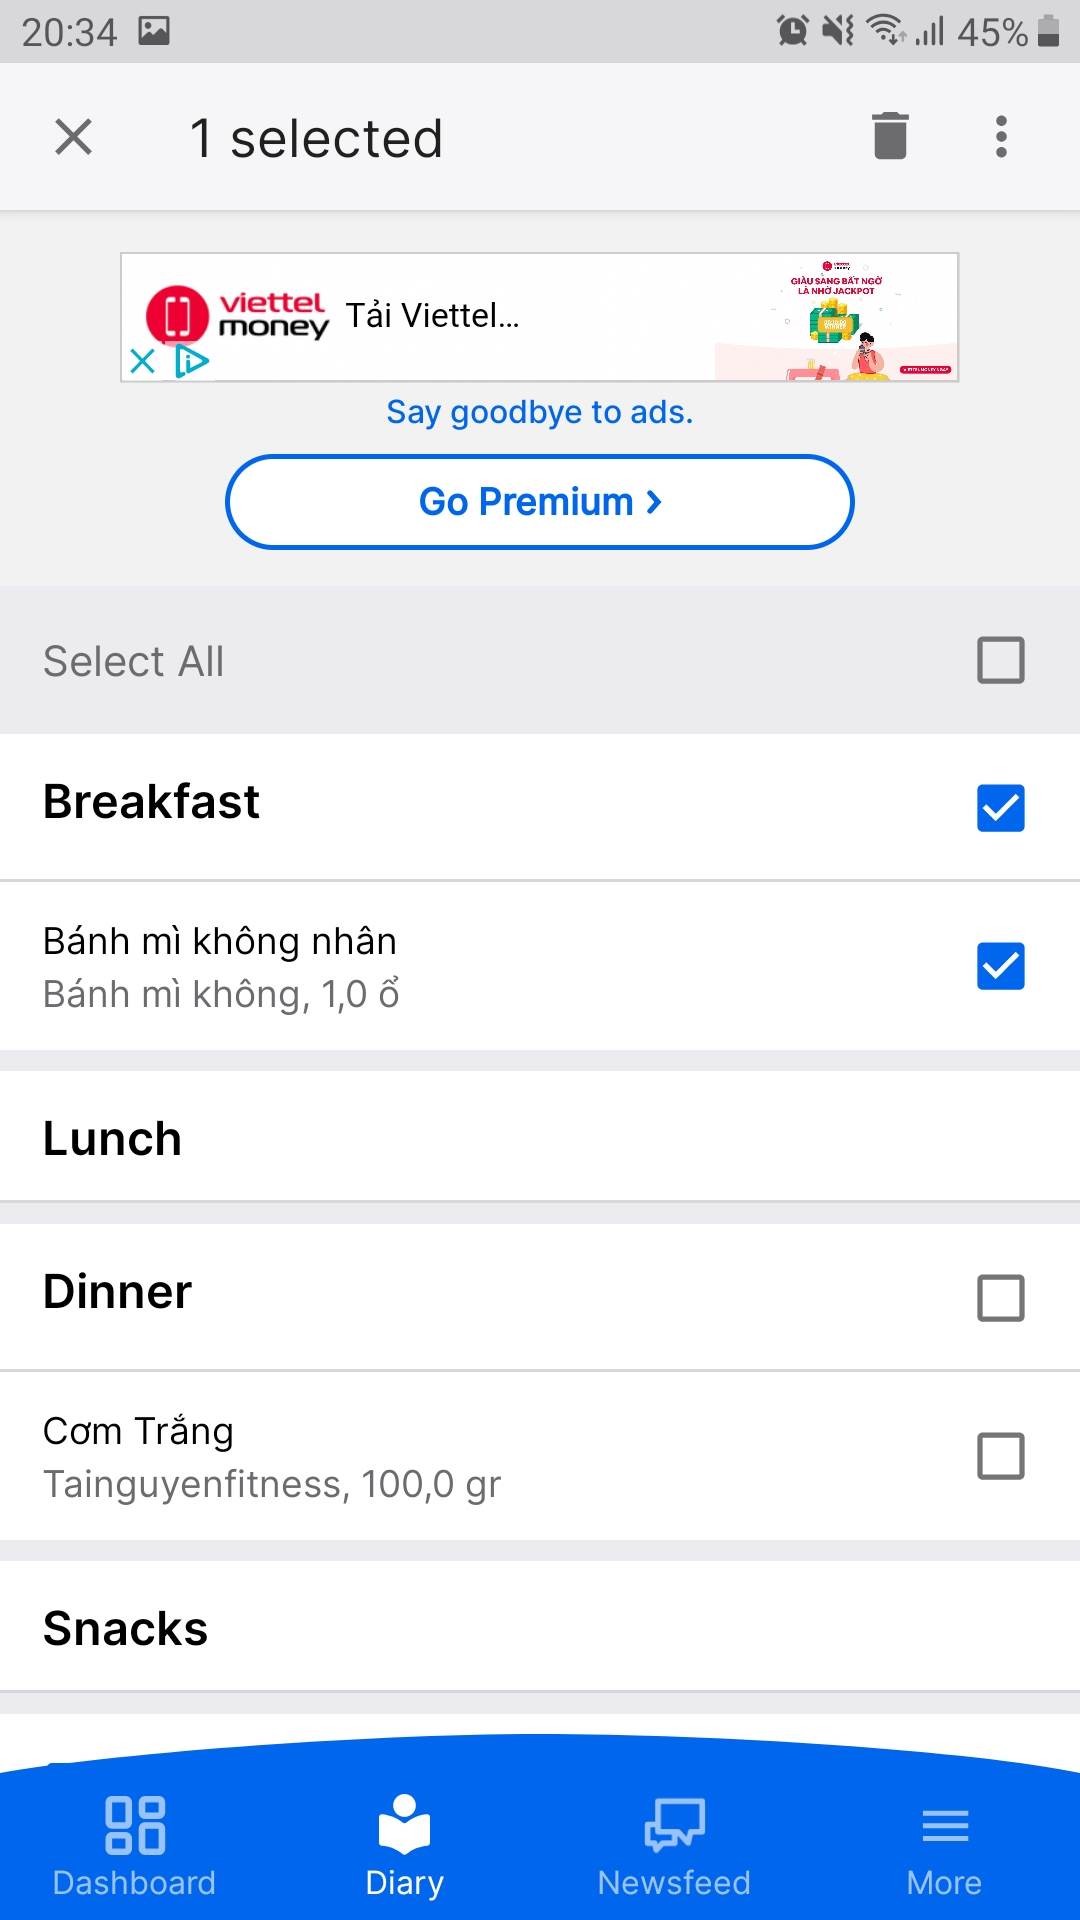 20:34 45%
1 selected
viettel
money
Tải Viettel...
GIÀU SANG BẤT NGỜ
LÀ NHỜ JACKPOT
Say goodbye to ads.
Go Premium ›
Select All
Breakfast
Bánh mì không nhân
Bánh mì không, 1,0 ổ
Lunch
Dinner
Cơm Trắng
Tainguyenfitness, 100,0 gr
Snacks
Dashboard Diary Newsfeed More